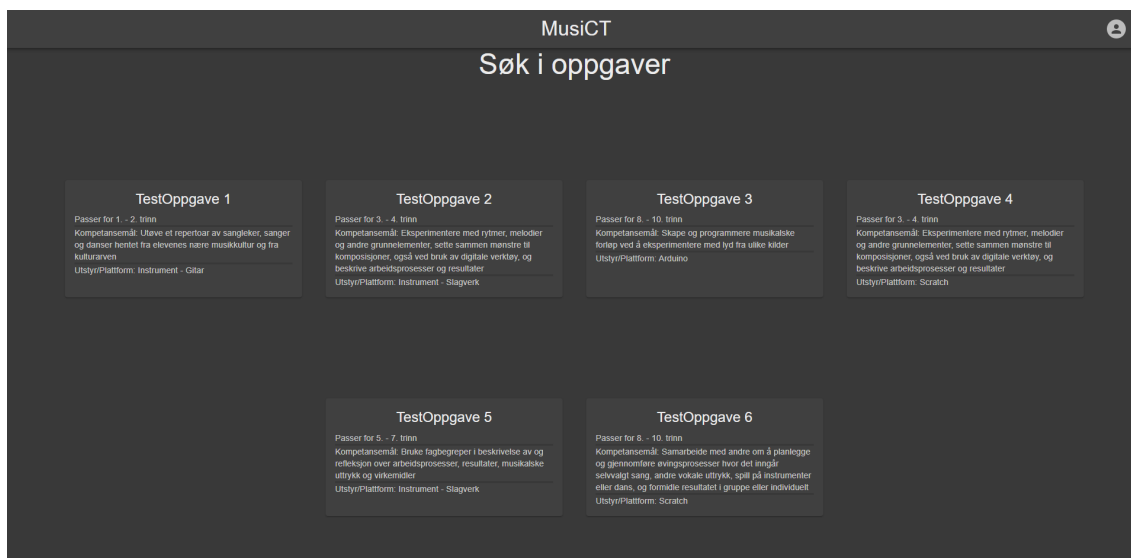 MusiCT
Søk i oppgaver
TestOppgave 1
Passer for 1. - 2. trinn
Kompetansemål: Utøve et repertoar av sangleker, sanger
og danser hentet fra elevenes nære musikkultur og fra
kulturarven
Utstyr/Plattform: Instrument - Gitar
TestOppgave 2
Passer for 3. - 4. trinn
Kompetansemål: Eksperimentere med rytmer, melodier
og andre grunnelementer, sette sammen mønstre til
komposisjoner, også ved bruk av digitale verktøy, og
beskrive arbeidsprosesser og resultater
Utstyr/Plattform: Instrument - Slagverk
TestOppgave 3
Passer for 8. - 10. trinn
Kompetansemål: Skape og programmere musikalske
forløp ved å eksperimentere med lyd fra ulike kilder
Utstyr/Plattform: Arduino
TestOppgave 4
Passer for 3. - 4. trinn
Kompetansemål: Eksperimentere med rytmer, melodier
og andre grunnelementer, sette sammen mønstre til
komposisjoner, også ved bruk av digitale verktøy, og
beskrive arbeidsprosesser og resultater
Utstyr/Plattform: Scratch
TestOppgave 5
Passer for 5. - 7. trinn
Kompetansemål: Bruke fagbegreper i beskrivelse av og
refleksjon over arbeidsprosesser, resultater, musikalske
uttrykk og virkemidler
Utstyr/Plattform: Instrument - Slagverk
TestOppgave 6
Passer for 8. - 10. trinn
Kompetansemål: Samarbeide med andre om å planlegge
og gjennomføre øvingsprosesser hvor det inngår
selvvalgt sang, andre vokale uttrykk, spill på instrumenter
eller dans, og formidle resultatet i gruppe eller individuelt
Utstyr/Plattform: Scratch